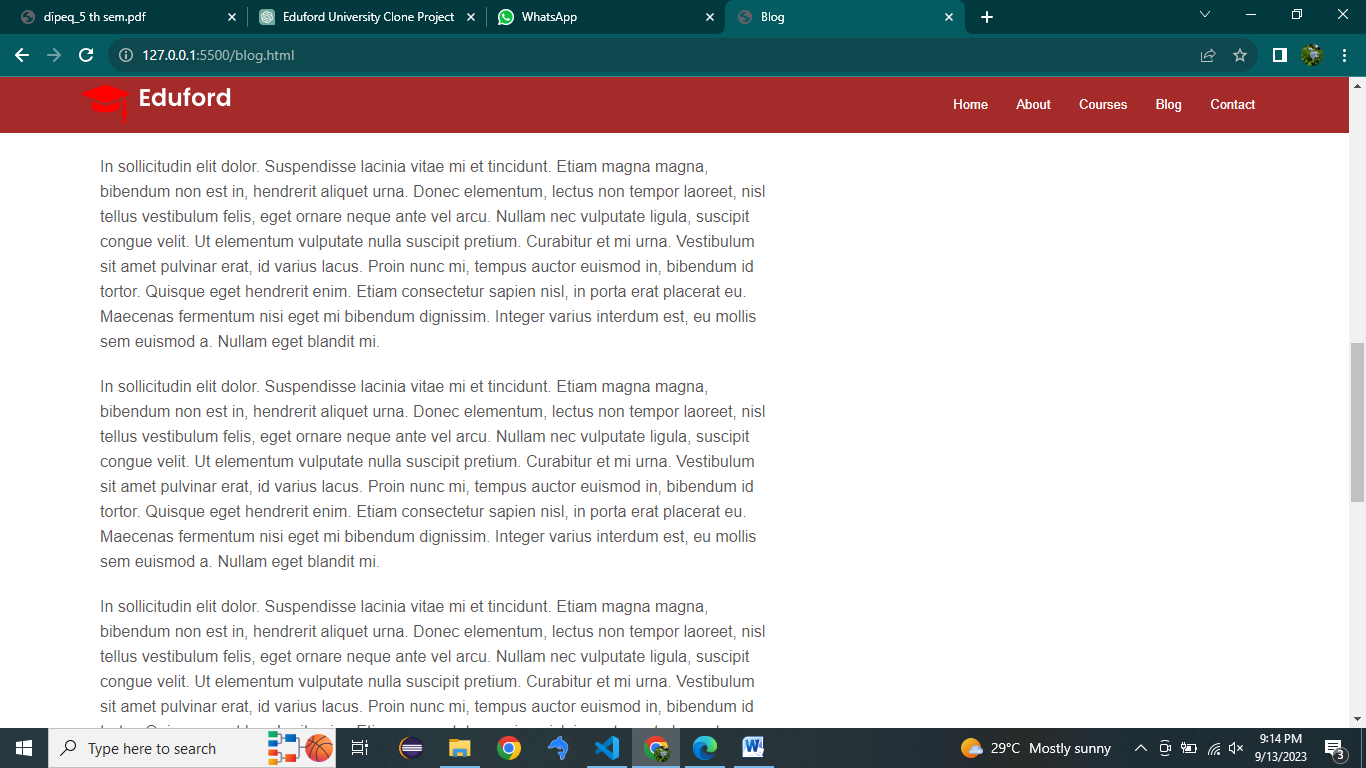 dipeq_5 th sem.pdf
Eduford University Clone Project
WhatsApp
Blog
127.0.0.1:5500/blog.html
Eduford
Home
About
Courses
Blog
Contact
In sollicitudin elit dolor. Suspendisse lacinia vitae mi et tincidunt. Etiam magna magna,
bibendum non est in, hendrerit aliquet urna. Donec elementum, lectus non tempor laoreet, nisl
tellus vestibulum felis, eget ornare neque ante vel arcu. Nullam nec vulputate ligula, suscipit
congue velit. Ut elementum vulputate nulla suscipit pretium. Curabitur et mi urna. Vestibulum
sit amet pulvinar erat, id varius lacus. Proin nunc mi, tempus auctor euismod in, bibendum id
tortor. Quisque eget hendrerit enim. Etiam consectetur sapien nisl, in porta erat placerat eu.
Maecenas fermentum nisi eget mi bibendum dignissim. Integer varius interdum est, eu mollis
sem euismod a. Nullam eget blandit mi.
In sollicitudin elit dolor. Suspendisse lacinia vitae mi et tincidunt. Etiam magna magna,
bibendum non est in, hendrerit aliquet urna. Donec elementum, lectus non tempor laoreet, nisl
tellus vestibulum felis, eget ornare neque ante vel arcu. Nullam nec vulputate ligula, suscipit
congue velit. Ut elementum vulputate nulla suscipit pretium. Curabitur et mi urna. Vestibulum
sit amet pulvinar erat, id varius lacus. Proin nunc mi, tempus auctor euismod in, bibendum id
tortor. Quisque eget hendrerit enim. Etiam consectetur sapien nisl, in porta erat placerat eu.
Maecenas fermentum nisi eget mi bibendum dignissim. Integer varius interdum est, eu mollis
sem euismod a. Nullam eget blandit mi.
In sollicitudin elit dolor. Suspendisse lacinia vitae mi et tincidunt. Etiam magna magna,
bibendum non est in, hendrerit aliquet urna. Donec elementum, lectus non tempor laoreet, nisl
tellus vestibulum felis, eget ornare neque ante vel arcu. Nullam nec vulputate ligula, suscipit
congue velit. Ut elementum vulputate nulla suscipit pretium. Curabitur et mi urna. Vestibulum
sit amet pulvinar erat, id varius lacus. Proin nunc mi, tempus auctor euismod in, bibendum id
Type here to search
29°C Mostly sunny
9:14 PM
9/13/2023
3